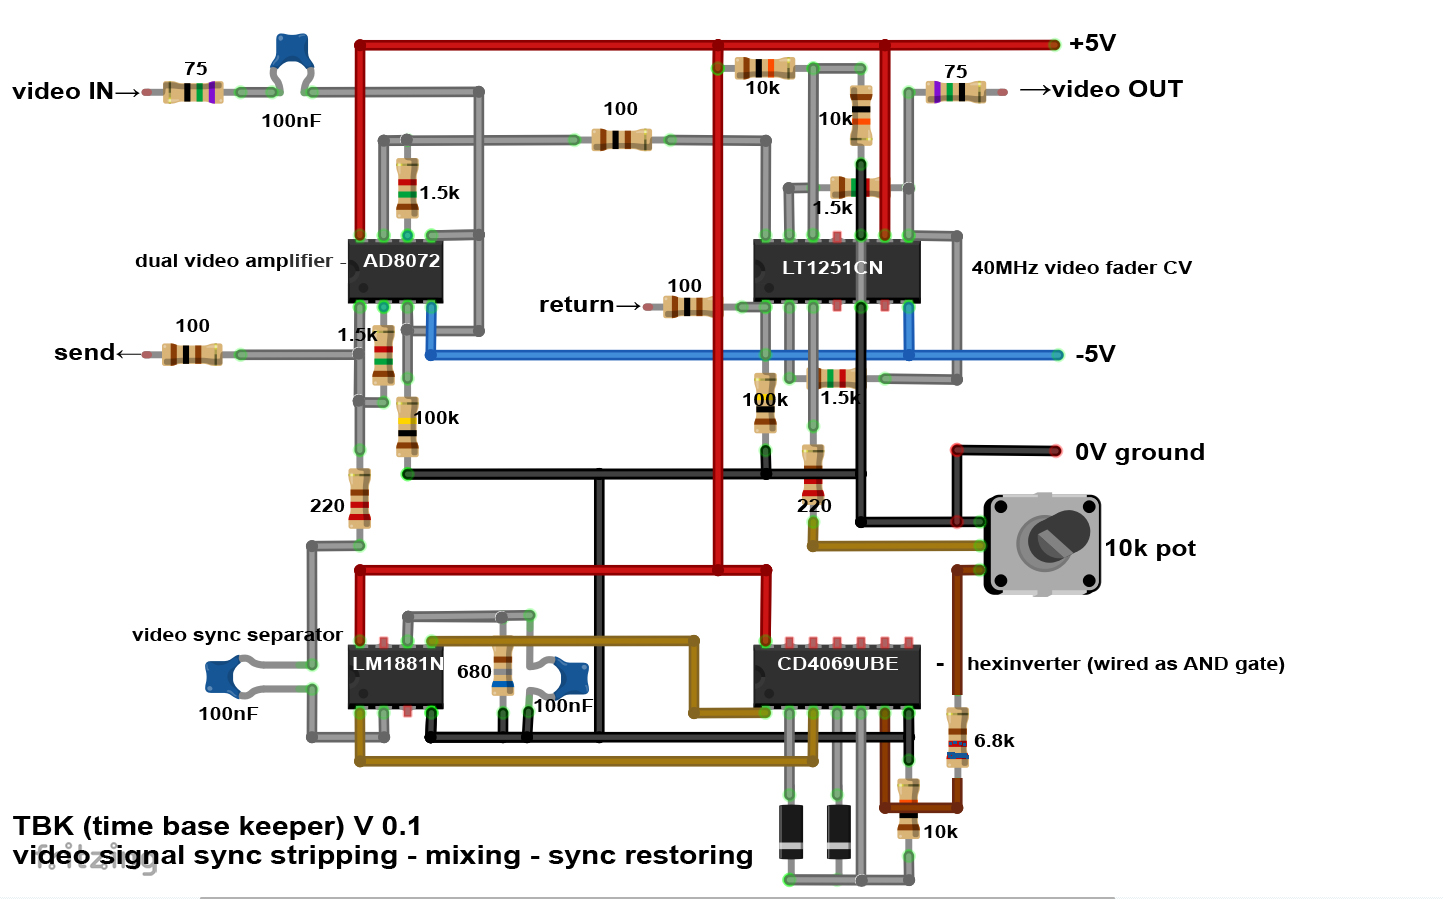 +5V
75
75
video IN→
→video OUT
10k
100nF
100
10k
1.5k
1.5k
dual video amplifier -
AD8072
LT1251CN
40MHz video fader CV
100
return→
100
1.5k
send←
-5V
100k
1.5k
100k
0V ground
220
220
10k pot
video sync separator
LM1881N
680
CD4069UBE
- hexinverter (wired as AND gate)
100nF
100nF
6.8k
10k
TBK (time base keeper) V 0.1
video signal sync stripping - mixing - sync restoring
fritzing